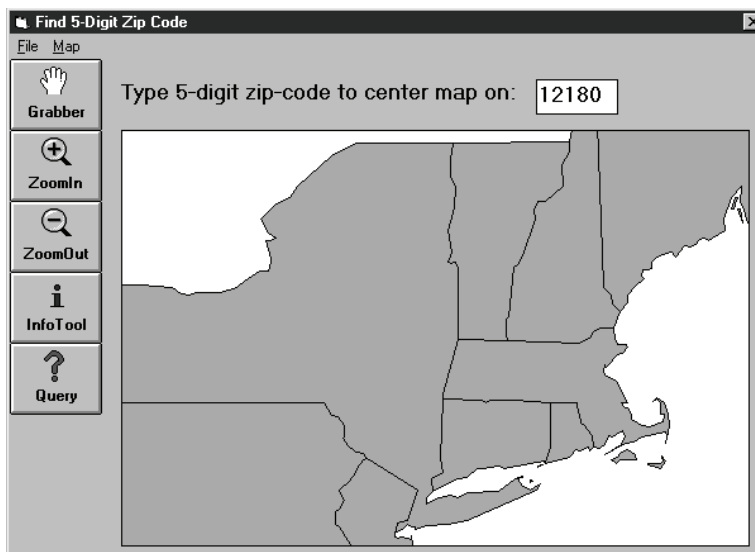 Find 5-Digit Zip Code
File Map
Grabber
Type 5-digit zip-code to center map on: 12180
ZoomIn
ZoomOut
InfoTool
Query